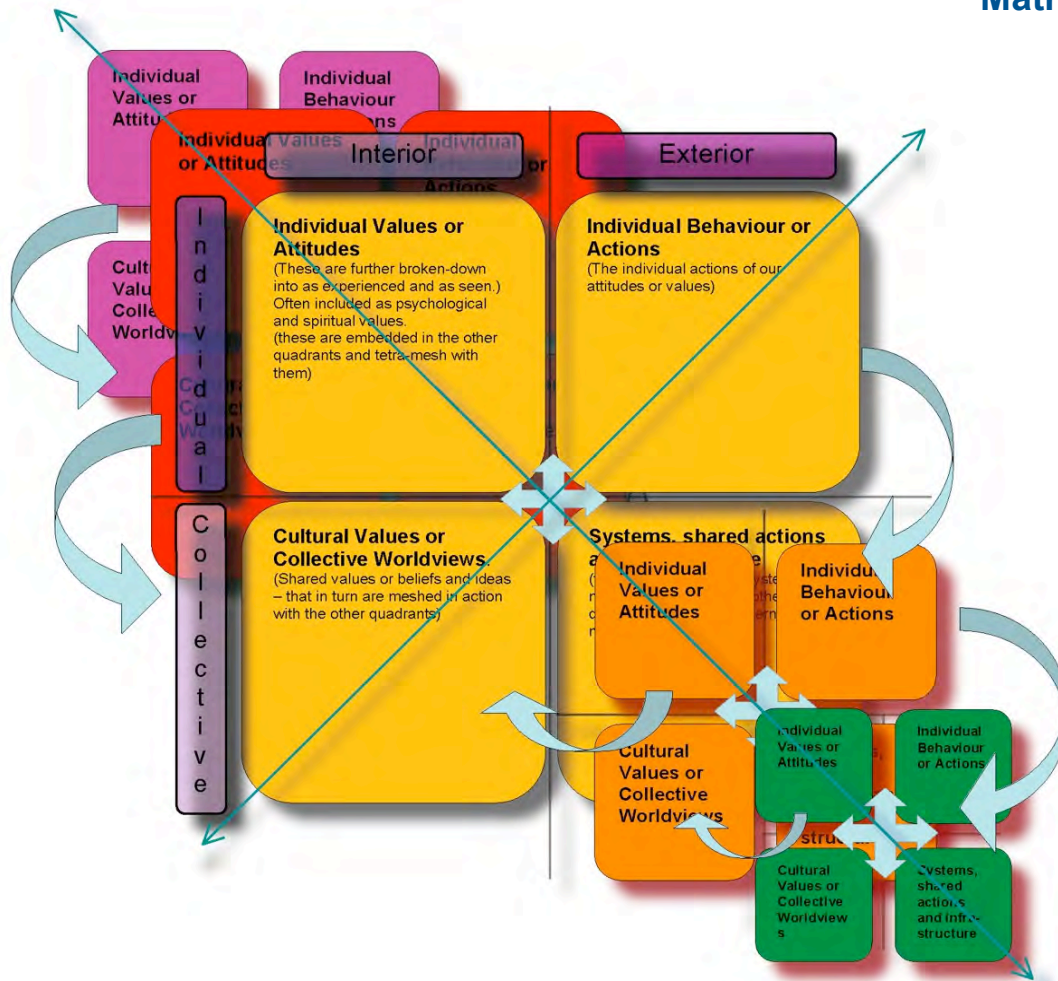 Math
Individual
Values or
Individual
Behaviour
Individual Values
or Attitudes
Individual
or
Actions
Interior
Exterior
Individual
Individual Values or
Attitudes
(These are further broken-down
into as experienced and as seen.)
Often included as psychological
and spiritual values.
(these are embedded in the other
quadrants and tetra-mesh with
them)
Individual Behaviour or
Actions
(The individual actions of our
attitudes or values)
Collective
Cultural Values or
Collective Worldviews.
(Shared values or beliefs and ideas
– that in turn are meshed in action
with the other quadrants)
Systems, shared actions
Individual
Values or
Attitudes
Individual
Behaviour
or Actions
Cultural
Values or
Collective
Worldviews
Individual
Values or
Attitudes
Individual
Behaviour
or Actions
Cultural
Values or
Collective
Worldview
s
Systems,
shared
actions
and infra-
structure